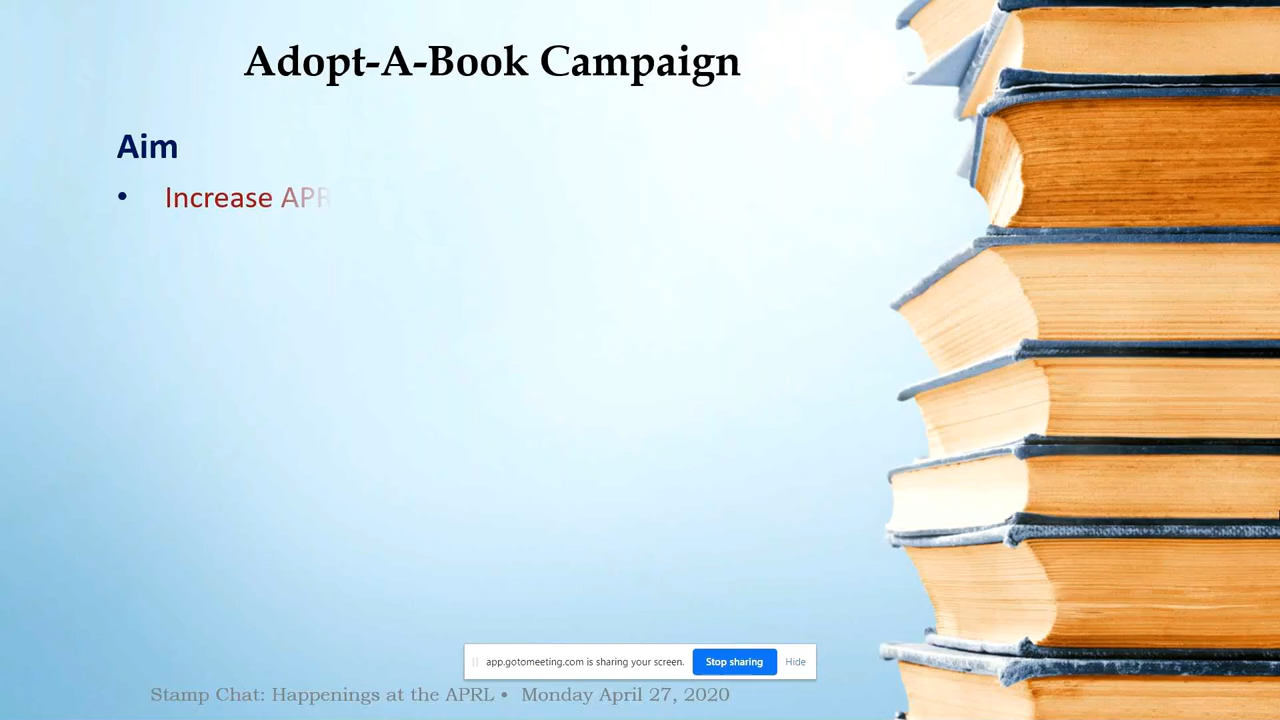 Adopt-A-Book Campaign
Aim
• Increase APR
app.gotomeeting.com is sharing your screen. Stop sharing Hide
Stamp Chat: Happenings at the APRL • Monday April 27, 2020